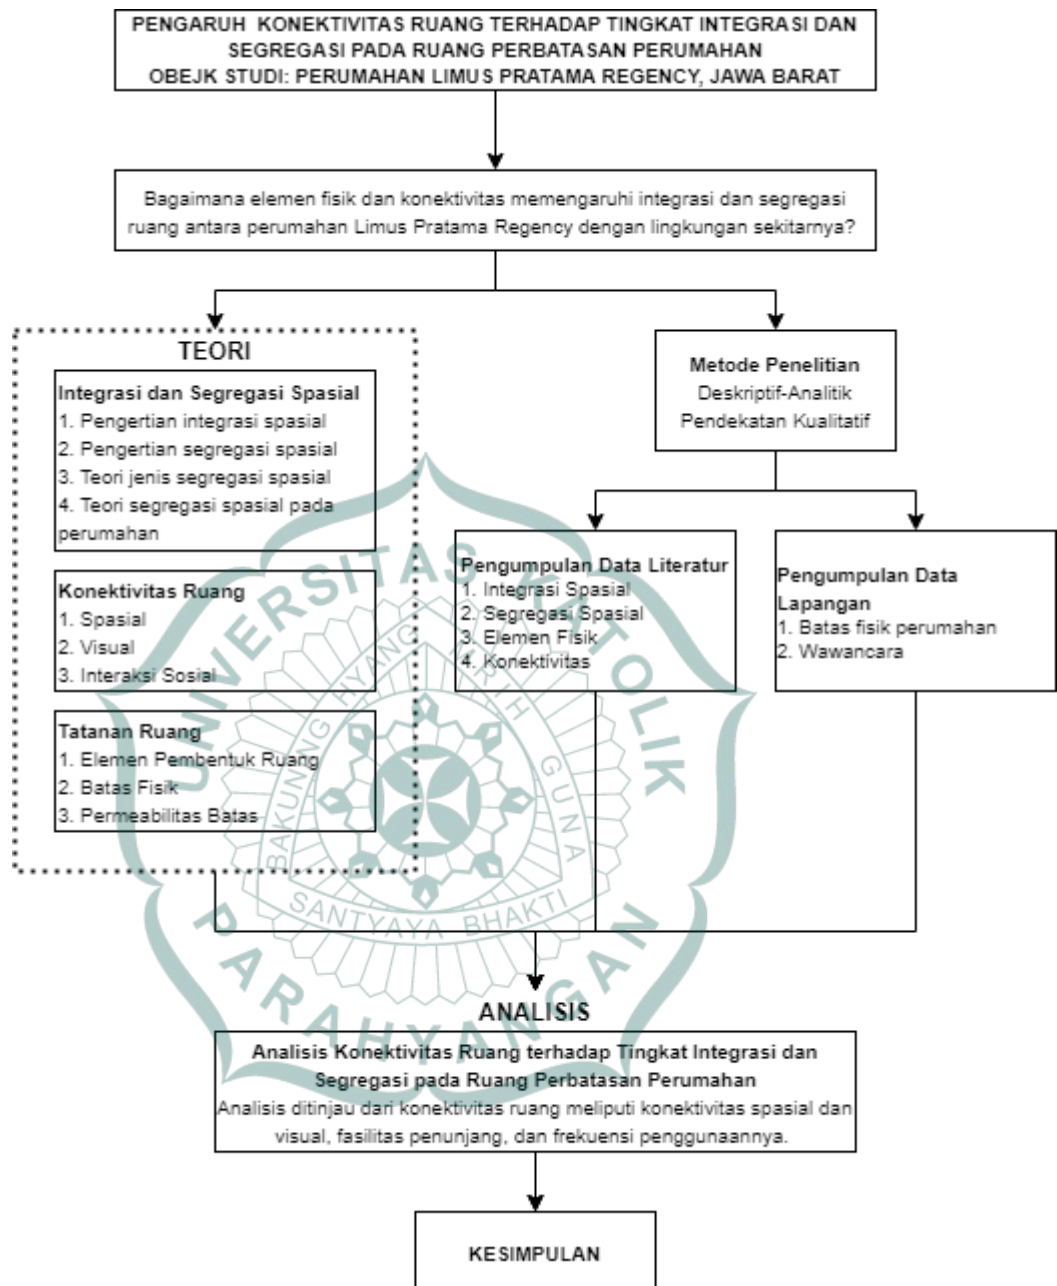 PENGARUH KONEKTIVITAS RUANG TERHADAP TINGKAT INTEGRASI DAN
SEGREGASI PADA RUANG PERBATASAN PERUMAHAN
OBEJK STUDI: PERUMAHAN LIMUS PRATAMA REGENCY, JAWA BARAT
Bagaimana elemen fisik dan konektivitas memengaruhi integrasi dan segregasi
ruang antara perumahan Limus Pratama Regency dengan lingkungan sekitarnya?
TEORI
Integrasi dan Segregasi Spasial
1. Pengertian integrasi spasial
2. Pengertian segregasi spasial
3. Teori jenis segregasi spasial
4. Teori segregasi spasial pada
perumahan
Konektivitas Ruang
1. Spasial
2. Visual
3. Interaksi Sosial
Tatanan Ruang
1. Elemen Pembentuk Ruang
2. Batas Fisik
3. Permeabilitas Batas
Metode Penelitian
Deskriptif-Analitik
Pendekatan Kualitatif
Pengumpulan Data Literatur
1. Integrasi Spasial
2. Segregasi Spasial
3. Elemen Fisik
4. Konektivitas
Pengumpulan Data
Lapangan
1. Batas fisik perumahan
2. Wawancara
ANALISIS
Analisis Konektivitas Ruang terhadap Tingkat Integrasi dan
Segregasi pada Ruang Perbatasan Perumahan
Analisis ditinjau dari konektivitas ruang meliputi konektivitas spasial dan
visual, fasilitas penunjang, dan frekuensi penggunaannya.
KESIMPULAN
UNIVERSITAS KATOLIK
PARAHYANGAN
BAKUNING HYANG MRIH GUNA
SANTYAYA BHAKTI